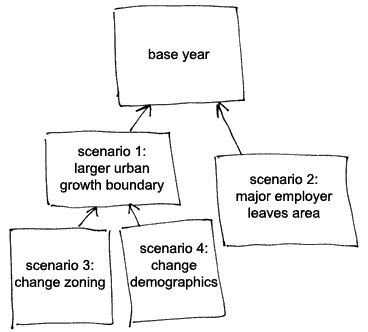 base year
scenario 1:
larger urban
growth boundary
scenario 2:
major employer
leaves area
scenario 3:
change zoning
scenario 4:
change
demographics